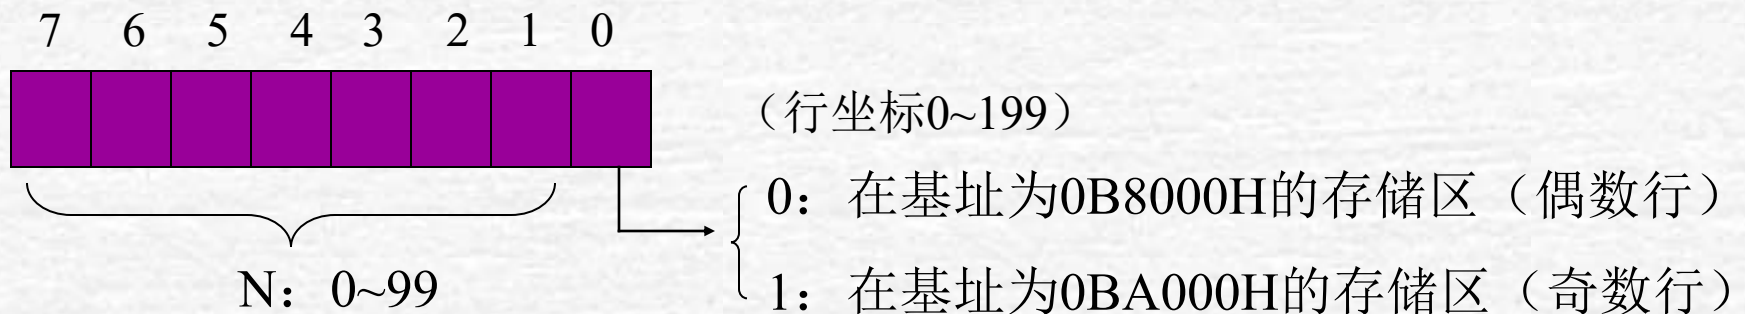 7 6 5 4 3 2 1 0
（行坐标0~199）
0：在基址为0B8000H的存储区（偶数行）
N：0~99
1：在基址为0BA000H的存储区（奇数行）